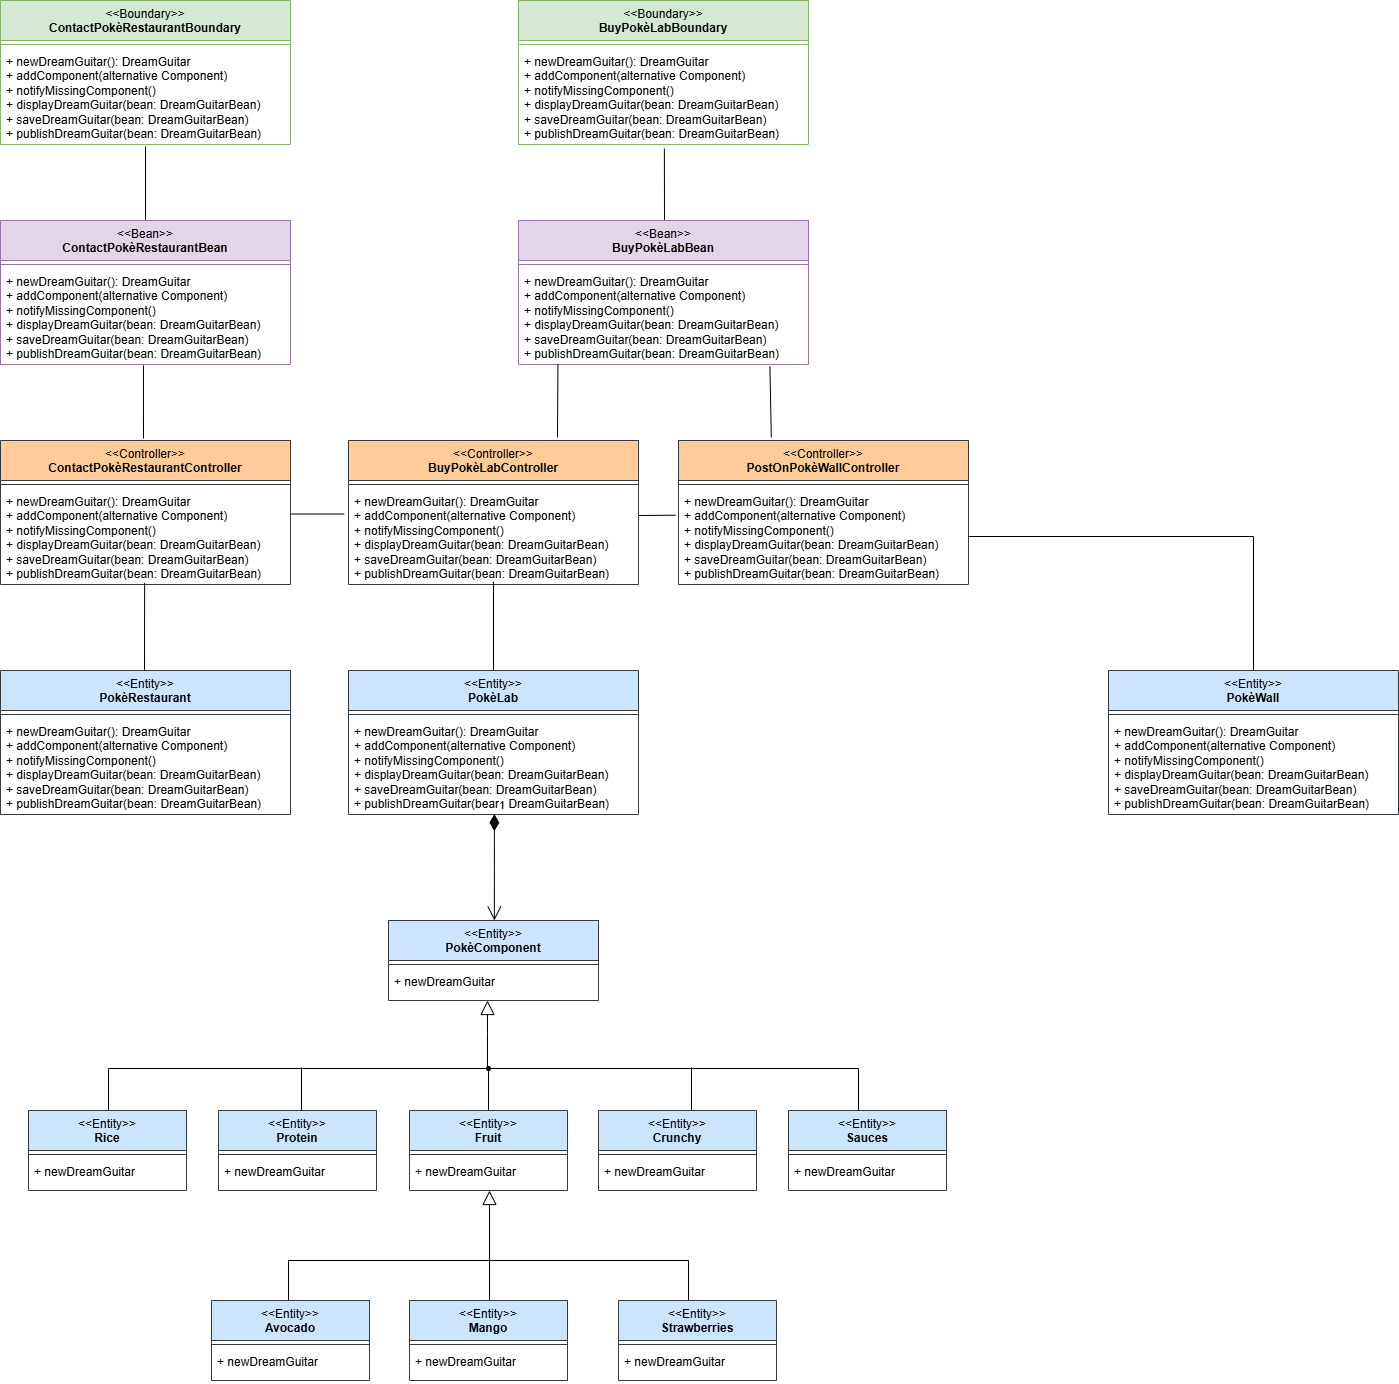 <<Boundary>>
ContactPokèRestaurantBoundary
+ newDreamGuitar(): DreamGuitar
+ addComponent(alternative Component)
+ notifyMissingComponent()
+ displayDreamGuitar(bean: DreamGuitarBean)
+ saveDreamGuitar(bean: DreamGuitarBean)
+ publishDreamGuitar(bean: DreamGuitarBean)
<<Boundary>>
BuyPokèLabBoundary
+ newDreamGuitar(): DreamGuitar
+ addComponent(alternative Component)
+ notifyMissingComponent()
+ displayDreamGuitar(bean: DreamGuitarBean)
+ saveDreamGuitar(bean: DreamGuitarBean)
+ publishDreamGuitar(bean: DreamGuitarBean)
<<Bean>>
ContactPokèRestaurantBean
+ newDreamGuitar(): DreamGuitar
+ addComponent(alternative Component)
+ notifyMissingComponent()
+ displayDreamGuitar(bean: DreamGuitarBean)
+ saveDreamGuitar(bean: DreamGuitarBean)
+ publishDreamGuitar(bean: DreamGuitarBean)
<<Bean>>
BuyPokèLabBean
+ newDreamGuitar(): DreamGuitar
+ addComponent(alternative Component)
+ notifyMissingComponent()
+ displayDreamGuitar(bean: DreamGuitarBean)
+ saveDreamGuitar(bean: DreamGuitarBean)
+ publishDreamGuitar(bean: DreamGuitarBean)
<<Controller>>
ContactPokèRestaurantController
+ newDreamGuitar(): DreamGuitar
+ addComponent(alternative Component)
+ notifyMissingComponent()
+ displayDreamGuitar(bean: DreamGuitarBean)
+ saveDreamGuitar(bean: DreamGuitarBean)
+ publishDreamGuitar(bean: DreamGuitarBean)
<<Controller>>
BuyPokèLabController
+ newDreamGuitar(): DreamGuitar
+ addComponent(alternative Component)
+ notifyMissingComponent()
+ displayDreamGuitar(bean: DreamGuitarBean)
+ saveDreamGuitar(bean: DreamGuitarBean)
+ publishDreamGuitar(bean: DreamGuitarBean)
<<Controller>>
PostOnPokèWallController
+ newDreamGuitar(): DreamGuitar
+ addComponent(alternative Component)
+ notifyMissingComponent()
+ displayDreamGuitar(bean: DreamGuitarBean)
+ saveDreamGuitar(bean: DreamGuitarBean)
+ publishDreamGuitar(bean: DreamGuitarBean)
<<Entity>>
PokèRestaurant
+ newDreamGuitar(): DreamGuitar
+ addComponent(alternative Component)
+ notifyMissingComponent()
+ displayDreamGuitar(bean: DreamGuitarBean)
+ saveDreamGuitar(bean: DreamGuitarBean)
+ publishDreamGuitar(bean: DreamGuitarBean)
<<Entity>>
PokèLab
+ newDreamGuitar(): DreamGuitar
+ addComponent(alternative Component)
+ notifyMissingComponent()
+ displayDreamGuitar(bean: DreamGuitarBean)
+ saveDreamGuitar(bean: DreamGuitarBean)
+ publishDreamGuitar(bear1 DreamGuitarBean)
<<Entity>>
PokèWall
+ newDreamGuitar(): DreamGuitar
+ addComponent(alternative Component)
+ notifyMissingComponent()
+ displayDreamGuitar(bean: DreamGuitarBean)
+ saveDreamGuitar(bean: DreamGuitarBean)
+ publishDreamGuitar(bean: DreamGuitarBean)
<<Entity>>
PokèComponent
+ newDreamGuitar
<<Entity>>
Rice
+ newDreamGuitar
<<Entity>>
Protein
+ newDreamGuitar
<<Entity>>
Fruit
+ newDreamGuitar
<<Entity>>
Crunchy
+ newDreamGuitar
<<Entity>>
Sauces
+ newDreamGuitar
<<Entity>>
Avocado
+ newDreamGuitar
<<Entity>>
Mango
+ newDreamGuitar
<<Entity>>
Strawberries
+ newDreamGuitar